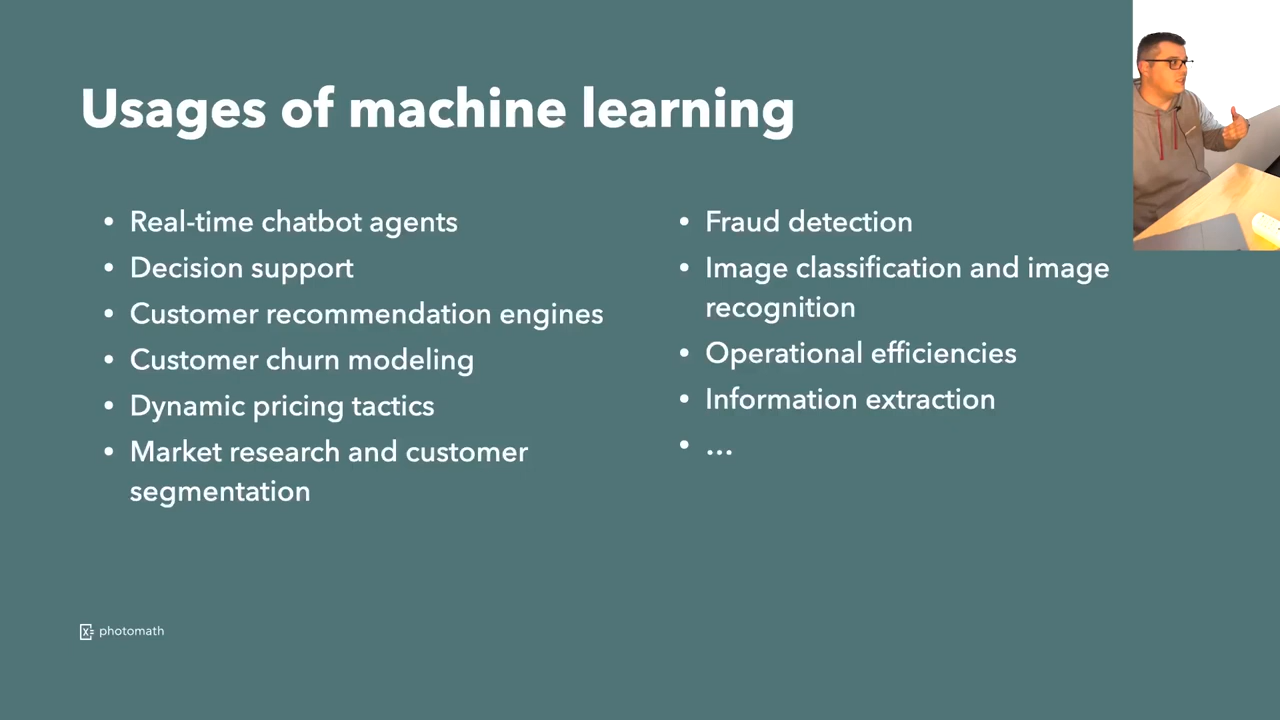 Usages of machine learning
• Real-time chatbot agents
• Decision support
• Customer recommendation engines
• Customer churn modeling
• Dynamic pricing tactics
• Market research and customer
segmentation
• Fraud detection
• Image classification and image
recognition
• Operational efficiencies
• Information extraction
• …
photomath